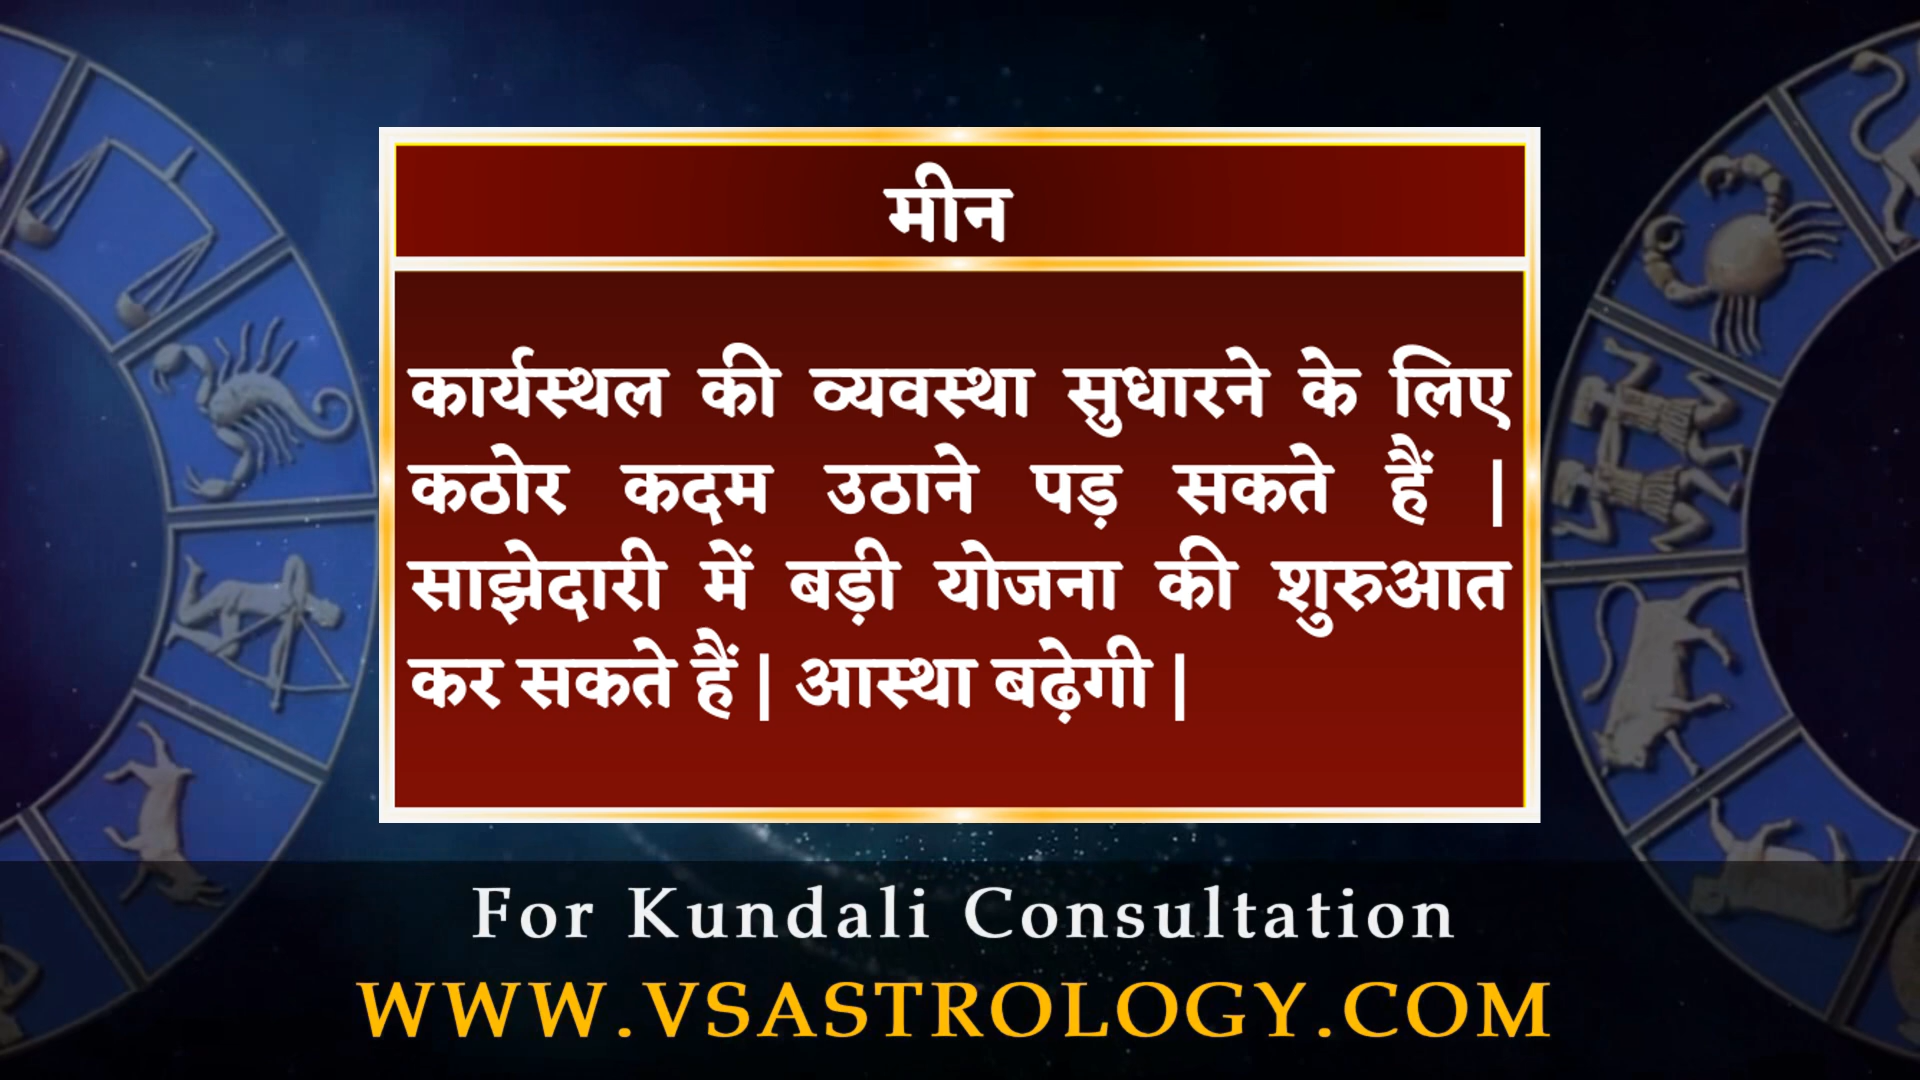 मीन
कार्यस्थल की व्यवस्था सुधारने के लिए
कठोर कदम उठाने पड़ सकते हैं |
साझेदारी में बड़ी योजना की शुरुआत
कर सकते हैं | आस्था बढ़ेगी |
For Kundali Consultation
WWW.VSASTROLOGY.COM